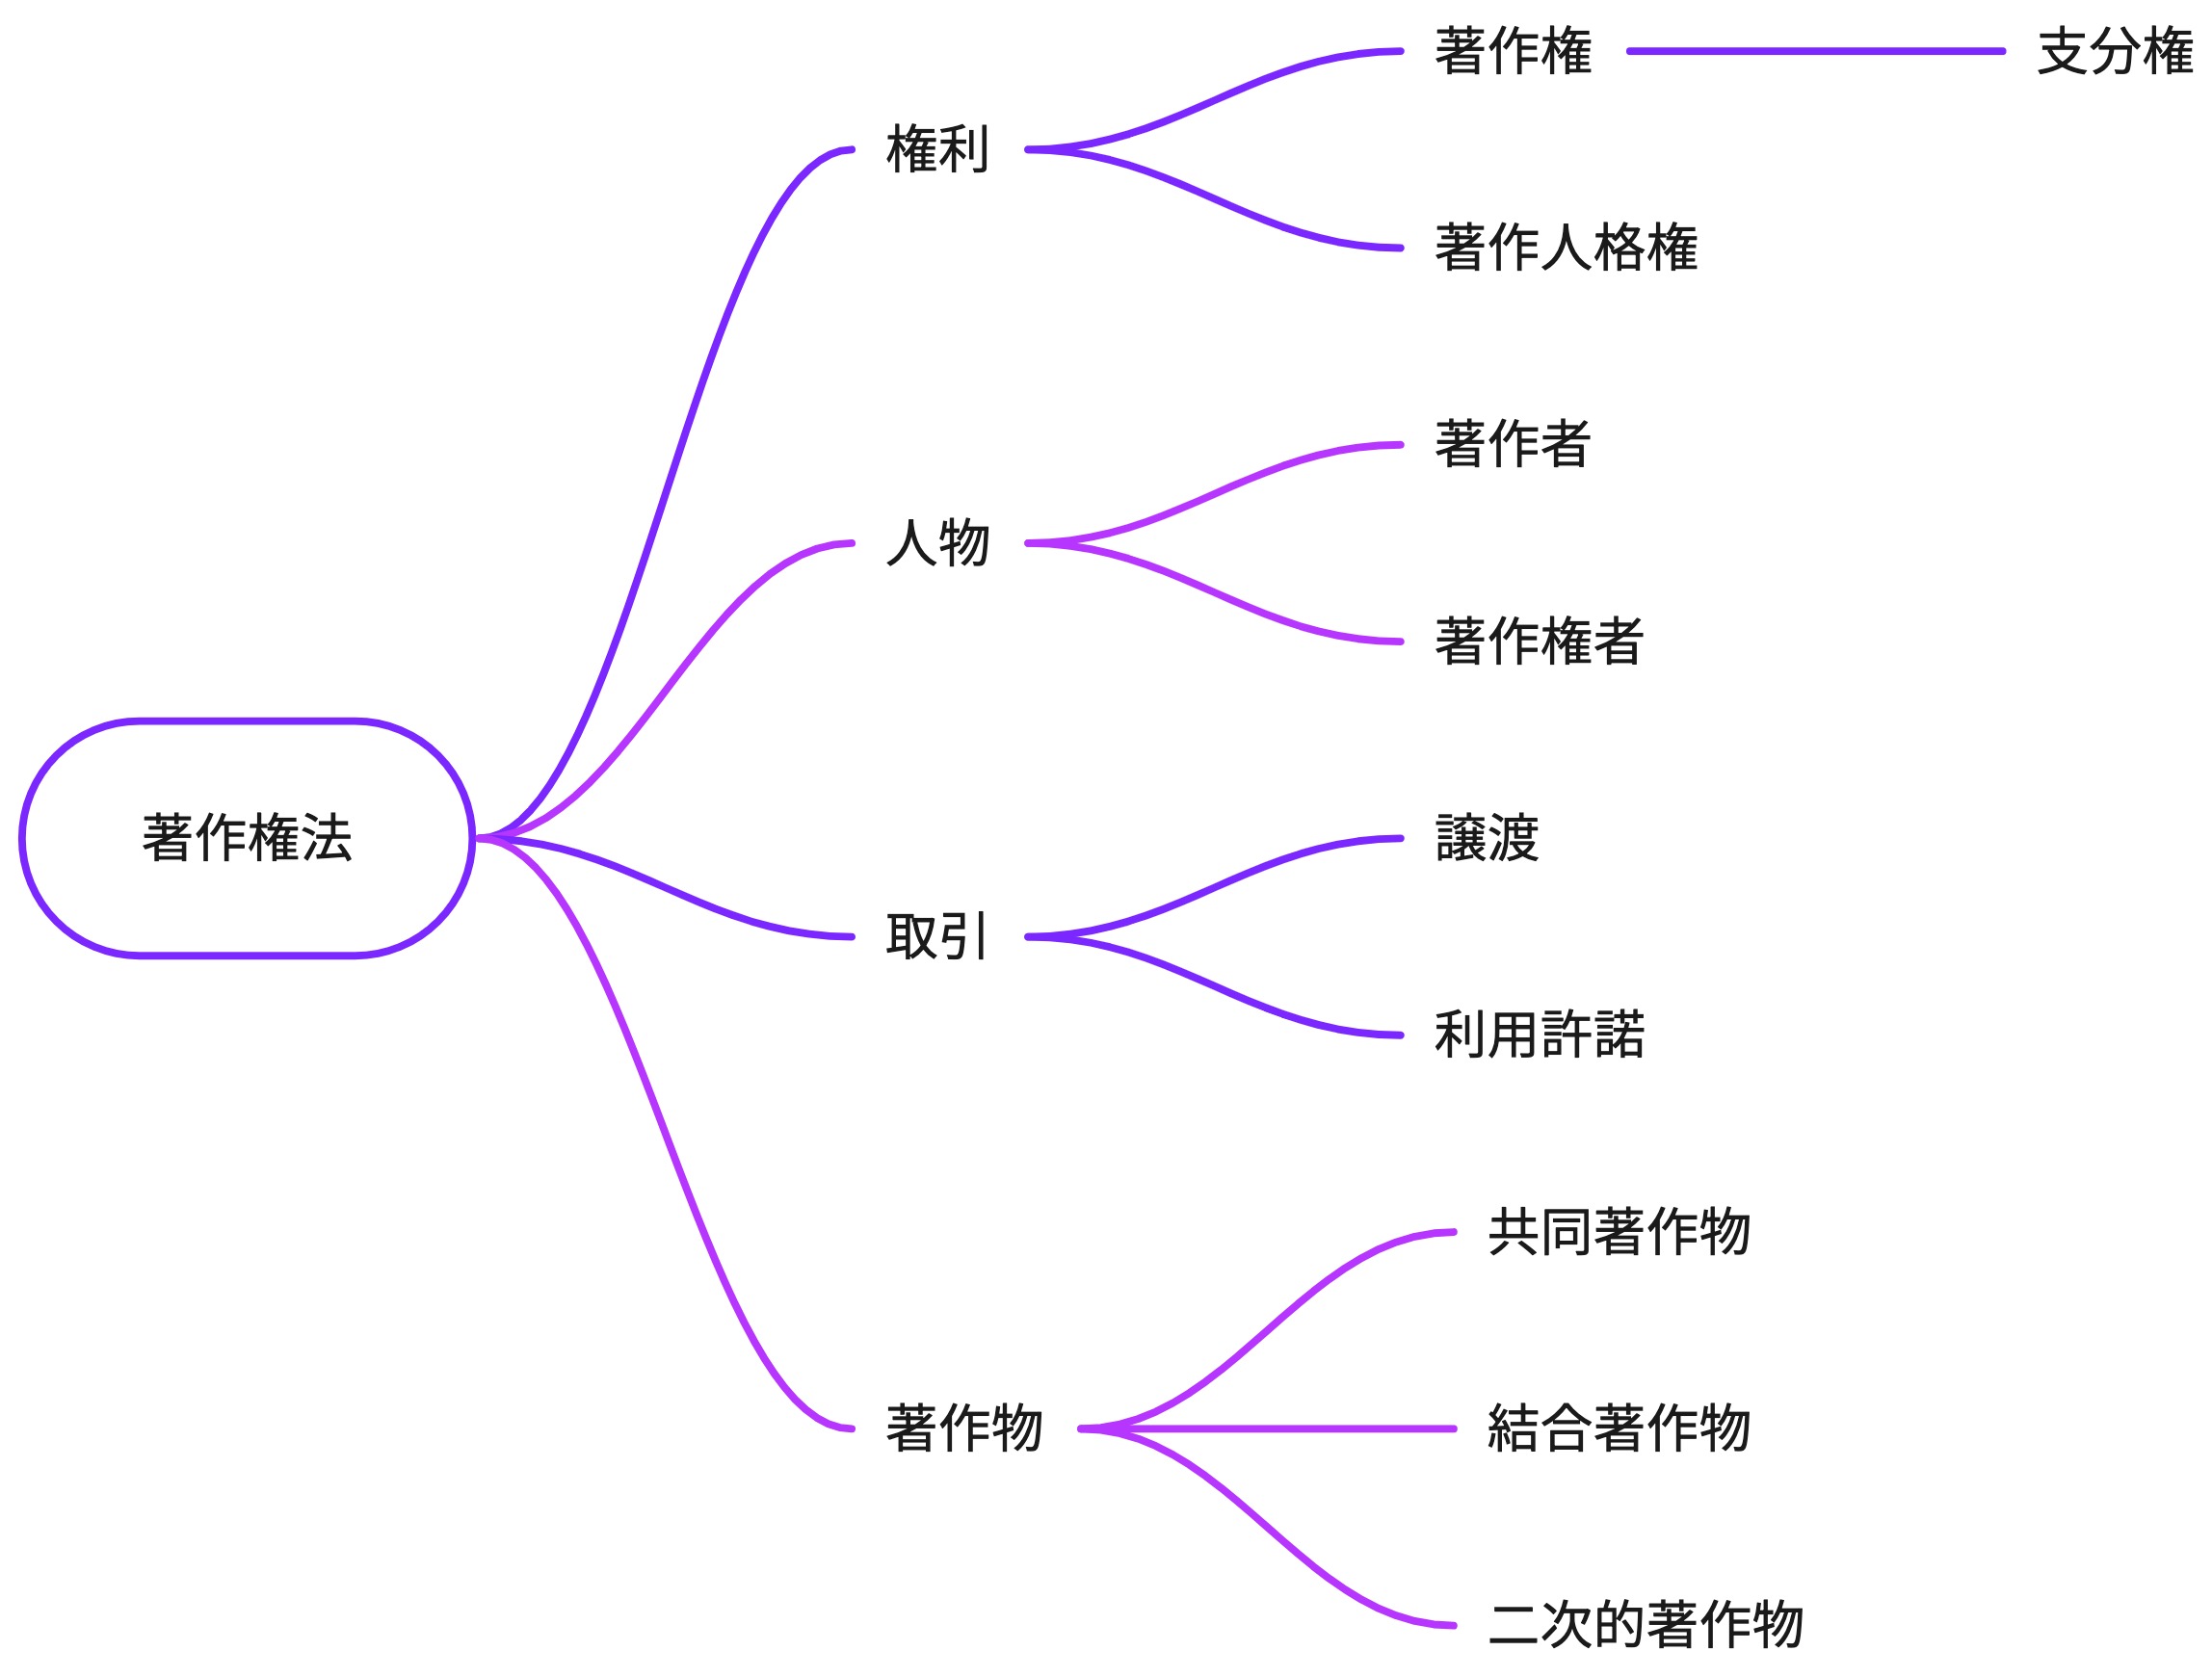 著作権法
権利
著作権
支分権
著作人格権
人物
著作者
著作権者
取引
譲渡
利用許諾
著作物
共同著作物
結合著作物
二次的著作物